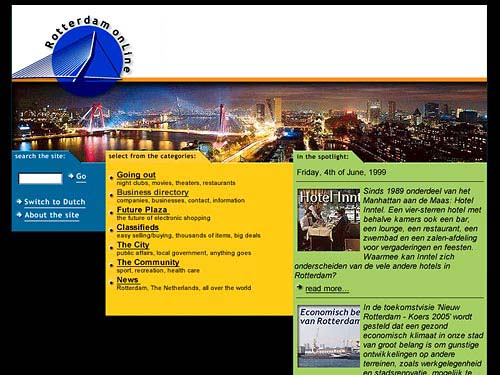 Rotterdam onLine
search the site:
Go
Switch to Dutch
About the site
select from the categories:
Going out
night clubs, movies, theaters, restaurants
Business directory
companies, businesses, contact, information
Future Plaza
the future of electronic shopping
Classifieds
easy selling/buying, thousands of items, big deals
The City
public affairs, local government, anything goes
The Community
sport, recreation, health care
News
Rotterdam, The Netherlands, all over the world
in the spotlight:
Friday, 4th of June, 1999
Hotel Inn
Sinds 1989 onderdeel van het
Manhattan aan de Maas: Hotel
Inntel. Een vier-sterren hotel met
behalve kamers ook een bar,
een lounge, een restaurant, een
zwembad en een zalen-afdeling
voor vergaderingen en feesten.
Waarmee kan Inntel zich
onderscheiden van de vele andere hotels in
Rotterdam?
read more...
Economisch be
van Rotterdam
In de toekomstvisie 'Nieuw
Rotterdam - Koers 2005' wordt
gesteld dat een gezond
economisch klimaat in onze stad
van groot belang is om gunstige
ontwikkelingen op andere
terreinen, zoals werkgelegenheid
en stadsrenovatie, mogelijk te